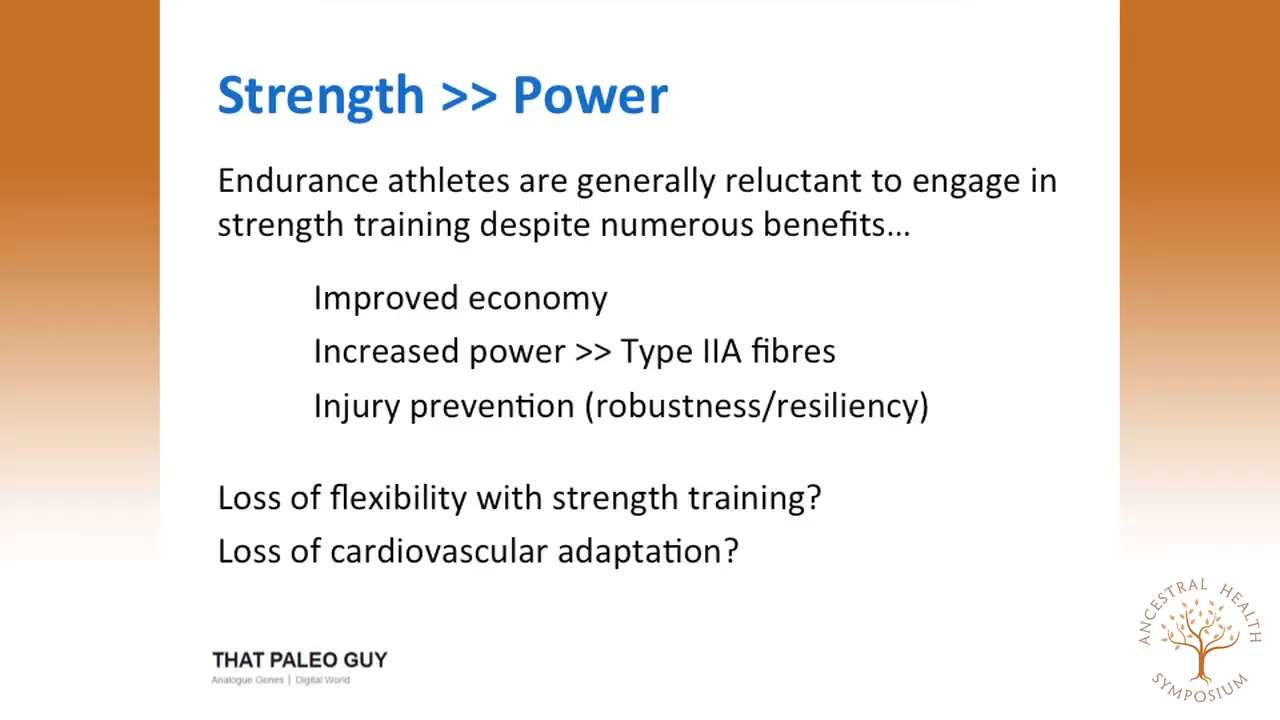 Strength >> Power
Endurance athletes are generally reluctant to engage in
strength training despite numerous benefits…
Improved economy
Increased power >> Type IIA fibres
Injury prevention (robustness/resiliency)
Loss of flexibility with strength training?
Loss of cardiovascular adaptation?
THAT PALEO GUY
Analogue Genes | Digital World
ANCESTRAL HEALTH
SYMPOSIUM